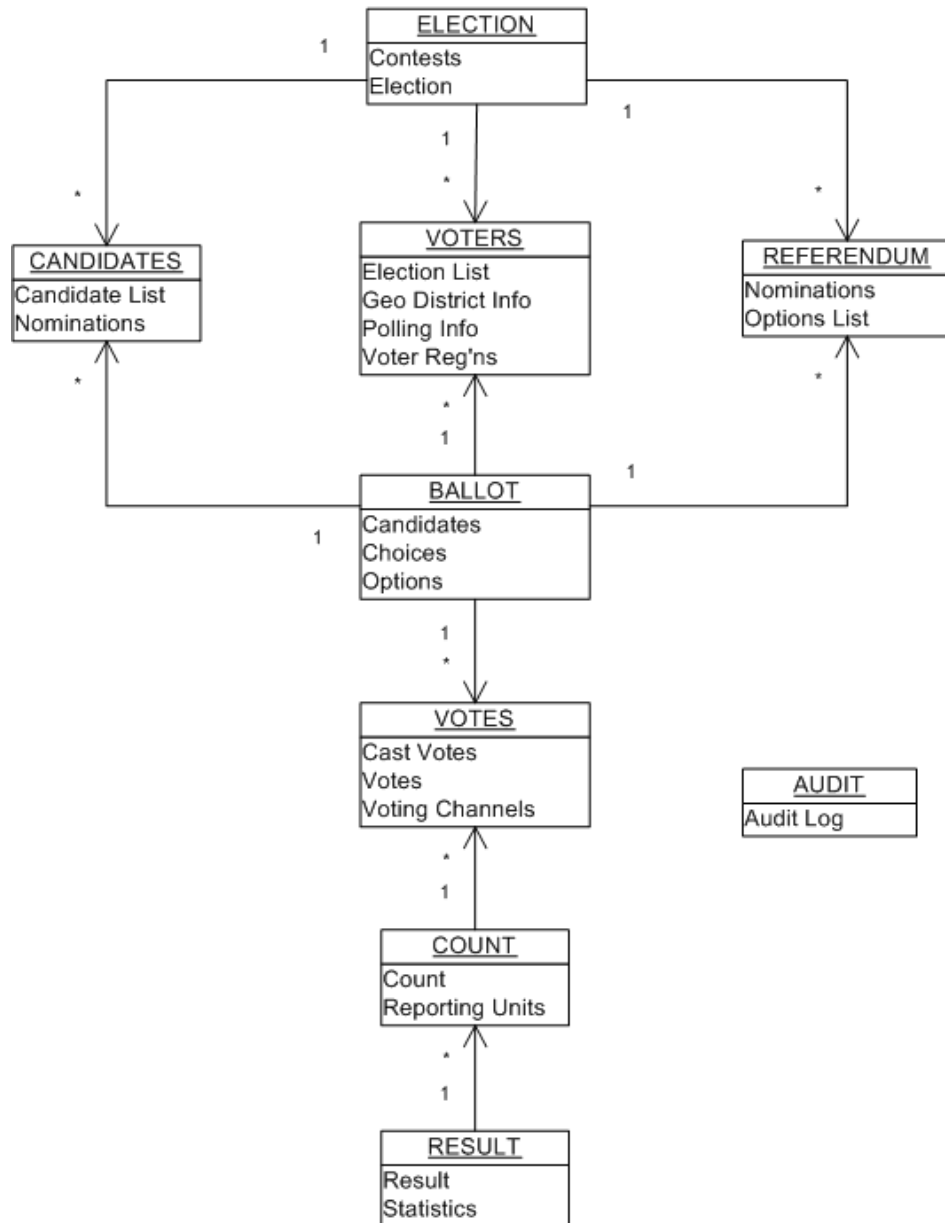 ELECTION
Contests
Election
1
1
1
*
*
*
CANDIDATES
Candidate List
Nominations
VOTERS
Election List
Geo District Info
Polling Info
Voter Reg'ns
REFERENDUM
Nominations
Options List
*
*
*
1
1
1
BALLOT
Candidates
Choices
Options
1
*
VOTES
Cast Votes
Votes
Voting Channels
AUDIT
Audit Log
*
1
COUNT
Count
Reporting Units
*
1
RESULT
Result
Statistics